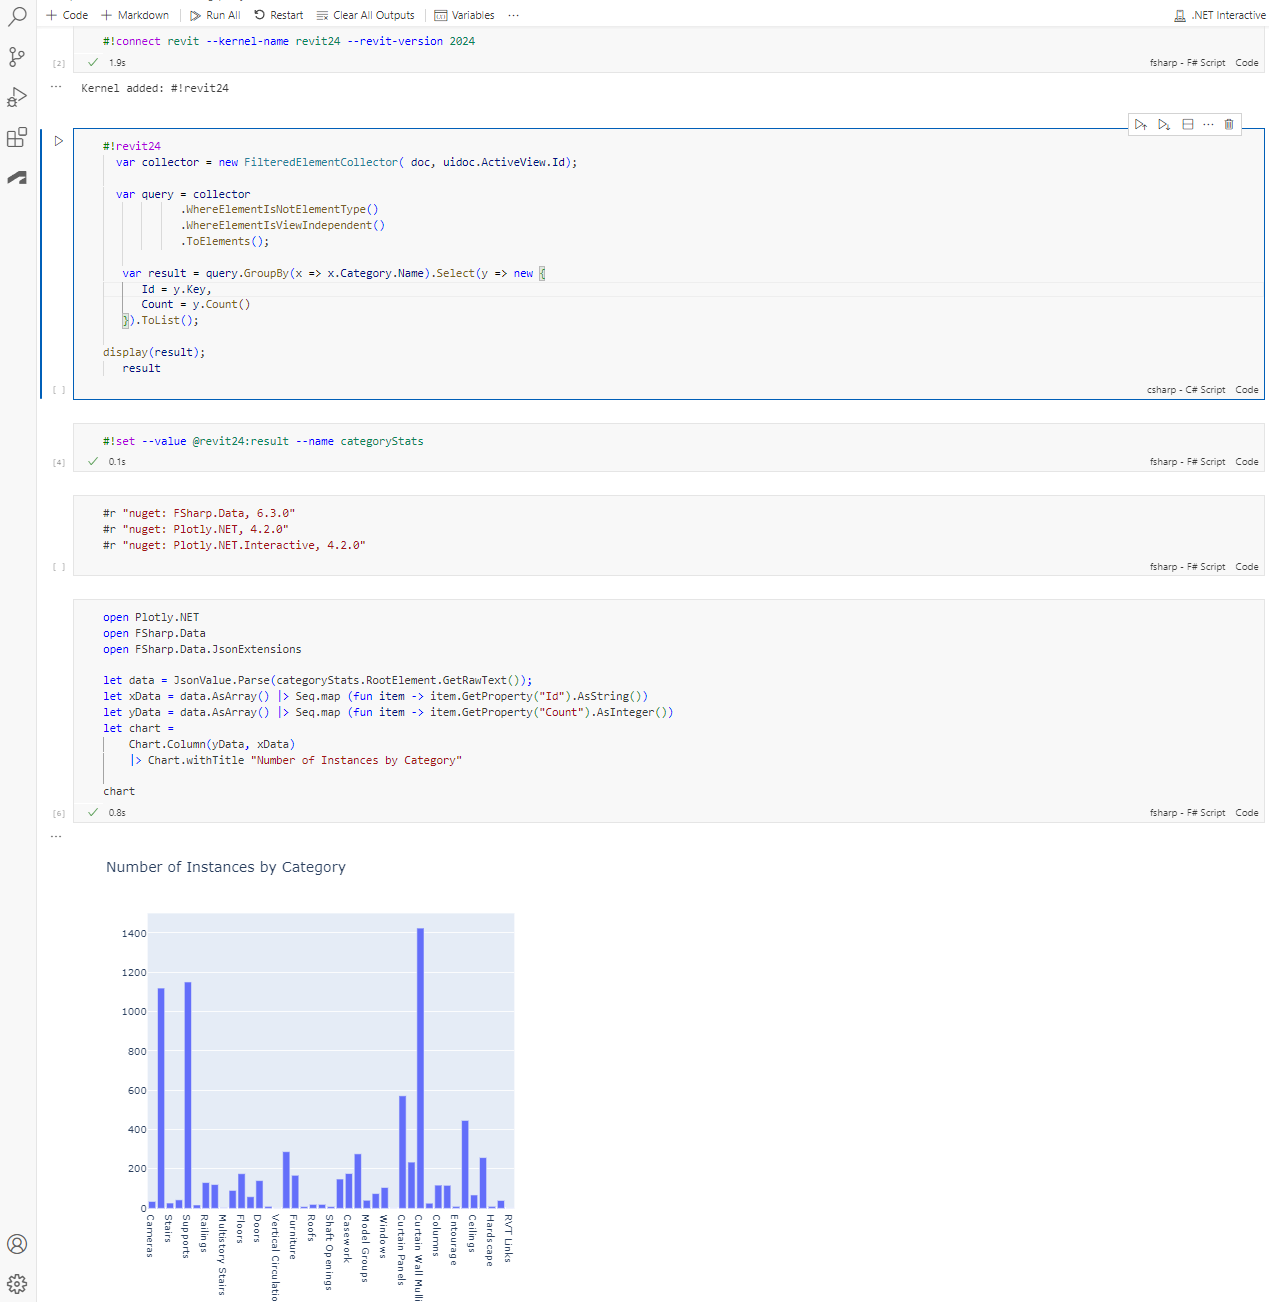 Code Markdown Run All Restart Clear All Outputs Variables ··· .NET Interactive
#!connect revit --kernel-name revit24 --revit-version 2024
[2] 1.9s fsharp - F# Script Code
··· Kernel added: #!revit24
···
#!revit24
var collector = new FilteredElementCollector( doc, uidoc.ActiveView.Id);
var query = collector
.WhereElementIsNotElementType()
.WhereElementIsViewIndependent()
.ToElements();
var result = query.GroupBy(x => x.Category.Name).Select(y => new {
Id = y.Key,
Count = y.Count()
}).ToList();
display(result);
result
[ ] csharp - C# Script Code
#!set --value @revit24:result --name categoryStats
[4] 0.1s fsharp - F# Script Code
#r "nuget: FSharp.Data, 6.3.0"
#r "nuget: Plotly.NET, 4.2.0"
#r "nuget: Plotly.NET.Interactive, 4.2.0"
[ ] fsharp - F# Script Code
open Plotly.NET
open FSharp.Data
open FSharp.Data.JsonExtensions
let data = JsonValue.Parse(categoryStats.RootElement.GetRawText());
let xData = data.AsArray() |> Seq.map (fun item -> item.GetProperty("Id").AsString())
let yData = data.AsArray() |> Seq.map (fun item -> item.GetProperty("Count").AsInteger())
let chart =
Chart.Column(yData, xData)
|> Chart.withTitle "Number of Instances by Category"
chart
[6] 0.8s fsharp - F# Script Code
···
Number of Instances by Category
1400
1200
1000
800
600
400
200
0
Cameras
Stairs
Supports
Railings
Multistory Stairs
Floors
Doors
Vertical Circulatio
Furniture
Roofs
Shaft Openings
Casework
Model Groups
Windows
Curtain Panels
Curtain Wall Mulli
Columns
Entourage
Ceilings
Hardscape
RVT Links